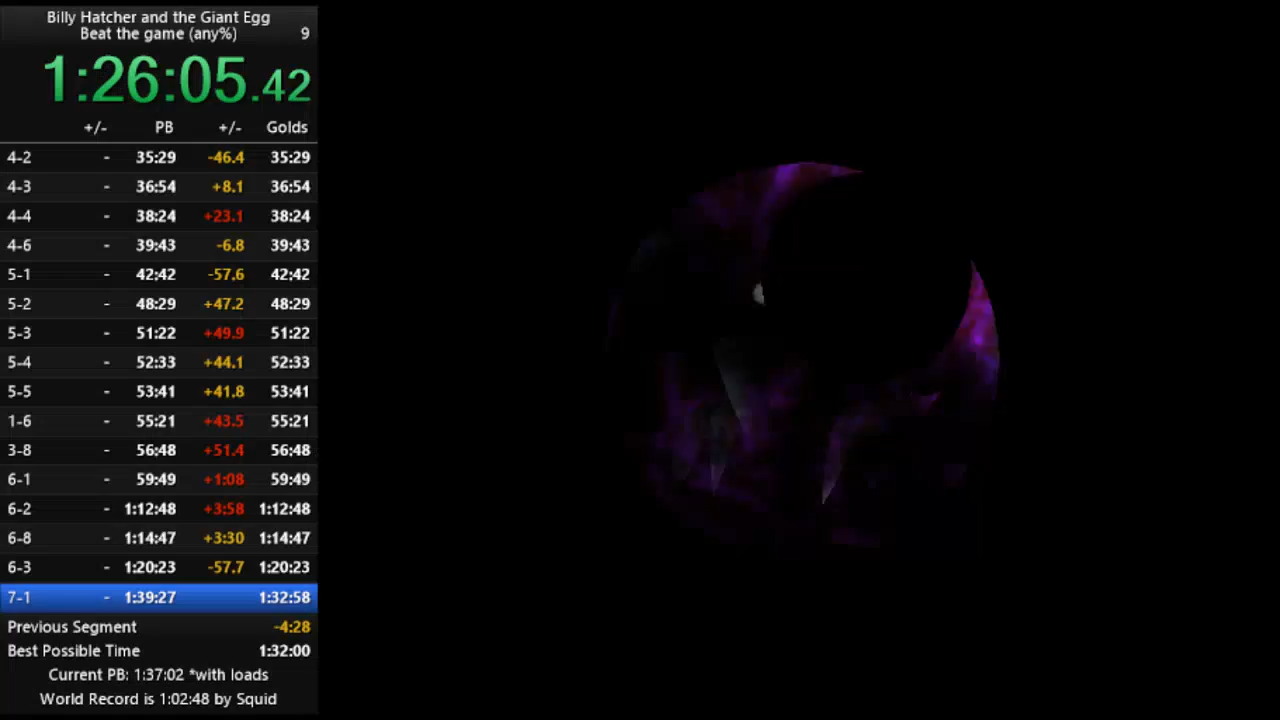 Billy Hatcher and the Giant Egg
Beat the game (any%) 9
1:26:05.42
+/- PB +/- Golds
4-2 - 35:29 -46.4 35:29
4-3 - 36:54 +8.1 36:54
4-4 - 38:24 +23.1 38:24
4-6 - 39:43 -6.8 39:43
5-1 - 42:42 -57.6 42:42
5-2 - 48:29 +47.2 48:29
5-3 - 51:22 +49.9 51:22
5-4 - 52:33 +44.1 52:33
5-5 - 53:41 +41.8 53:41
1-6 - 55:21 +43.5 55:21
3-8 - 56:48 +51.4 56:48
6-1 - 59:49 +1:08 59:49
6-2 - 1:12:48 +3:58 1:12:48
6-8 - 1:14:47 +3:30 1:14:47
6-3 - 1:20:23 -57.7 1:20:23
7-1 - 1:39:27 1:32:58
Previous Segment -4:28
Best Possible Time 1:32:00
Current PB: 1:37:02 *with loads
World Record is 1:02:48 by Squid